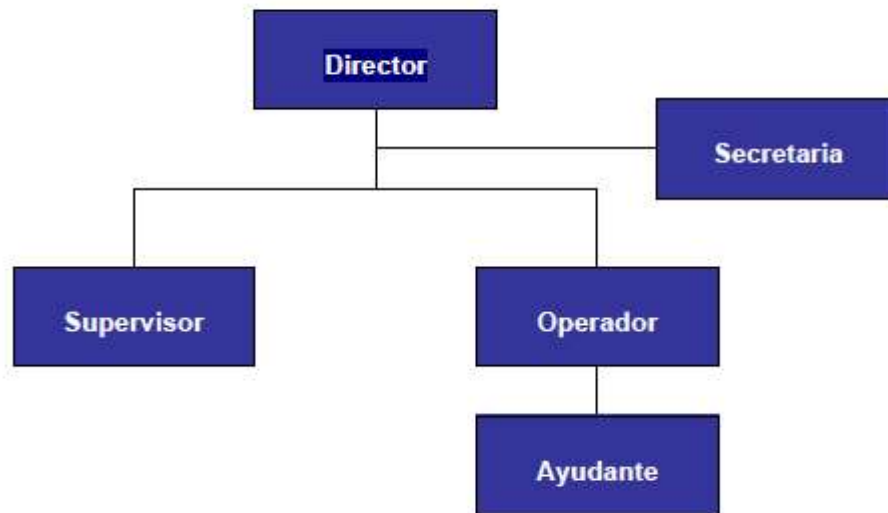 Director
Secretaria
Supervisor
Operador
Ayudante